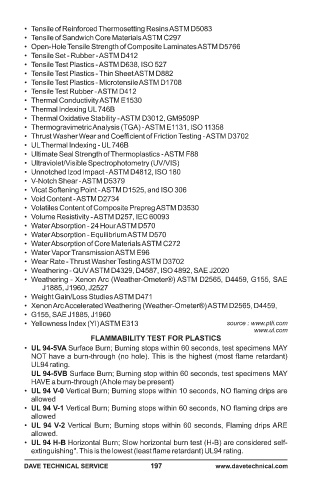 • Tensile of Reinforced Thermosetting Resins ASTM D5083
• Tensile of Sandwich Core Materials ASTM C297
• Open-Hole Tensile Strength of Composite Laminates ASTM D5766
• Tensile Set - Rubber - ASTM D412
• Tensile Test Plastics - ASTM D638, ISO 527
• Tensile Test Plastics - Thin Sheet ASTM D882
• Tensile Test Plastics - Microtensile ASTM D1708
• Tensile Test Rubber - ASTM D412
• Thermal Conductivity ASTM E1530
• Thermal Indexing UL 746B
• Thermal Oxidative Stability - ASTM D3012, GM9509P
• Thermogravimetric Analysis (TGA) - ASTM E1131, ISO 11358
• Thrust Washer Wear and Coefficient of Friction Testing - ASTM D3702
• UL Thermal Indexing - UL 746B
• Ultimate Seal Strength of Thermoplastics - ASTM F88
• Ultraviolet/Visible Spectrophotometry (UV/VIS)
• Unnotched Izod Impact - ASTM D4812, ISO 180
• V-Notch Shear - ASTM D5379
• Vicat Softening Point - ASTM D1525, and ISO 306
• Void Content - ASTM D2734
• Volatiles Content of Composite Prepreg ASTM D3530
• Volume Resistivity - ASTM D257, IEC 60093
• Water Absorption - 24 Hour ASTM D570
• Water Absorption - Equilibrium ASTM D570
• Water Absorption of Core Materials ASTM C272
• Water Vapor Transmission ASTM E96
• Wear Rate - Thrust Washer Testing ASTM D3702
• Weathering - QUV ASTM D4329, D4587, ISO 4892, SAE J2020
• Weathering - Xenon Arc (Weather-Ometer®) ASTM D2565, D4459, G155, SAE
J1885, J1960, J2527
• Weight Gain/Loss Studies ASTM D471
• Xenon Arc Accelerated Weathering (Weather-Ometer®) ASTM D2565, D4459,
• G155, SAE J1885, J1960
• Yellowness Index (YI) ASTM E313 source : www.ptli.com
www.ul.com
FLAMMABILITY TEST FOR PLASTICS
• UL 94-5VA Surface Burn; Burning stops within 60 seconds, test specimens MAY
NOT have a burn-through (no hole). This is the highest (most flame retardant)
UL94 rating.
UL 94-5VB Surface Burn; Burning stop within 60 seconds, test specimens MAY
HAVE a burn-through (A hole may be present)
• UL 94 V-0 Vertical Burn; Burning stops within 10 seconds, NO flaming drips are
allowed
• UL 94 V-1 Vertical Burn; Burning stops within 60 seconds, NO flaming drips are
allowed
• UL 94 V-2 Vertical Burn; Burning stops within 60 seconds, Flaming drips ARE
allowed.
• UL 94 H-B Horizontal Burn; Slow horizontal burn test (H-B) are considered self-
extinguishing". This is the lowest (least flame retardant) UL94 rating.
DAVE TECHNICAL SERVICE 197 www.davetechnical.com